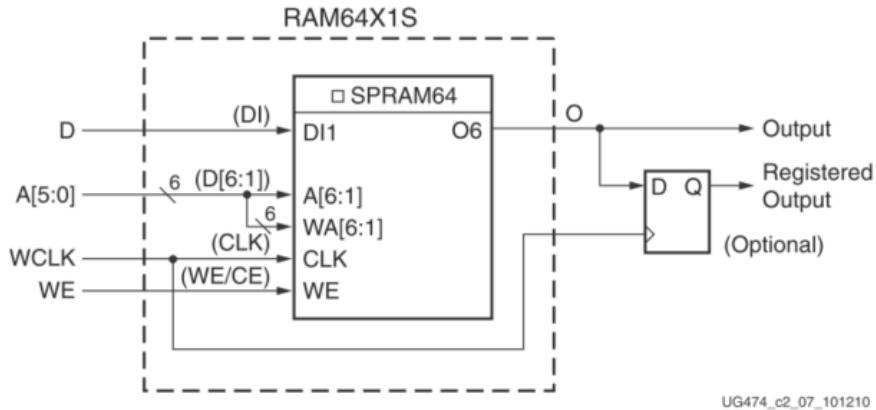 RAM64X1S
□ SPRAM64
D
(DI)
DI1
O6
O
Output
A[5:0]
6
(D[6:1])
A[6:1]
6
WA[6:1]
D Q
Registered
Output
WCLK
(CLK)
CLK
(Optional)
WE
(WE/CE)
WE
UG474_c2_07_101210